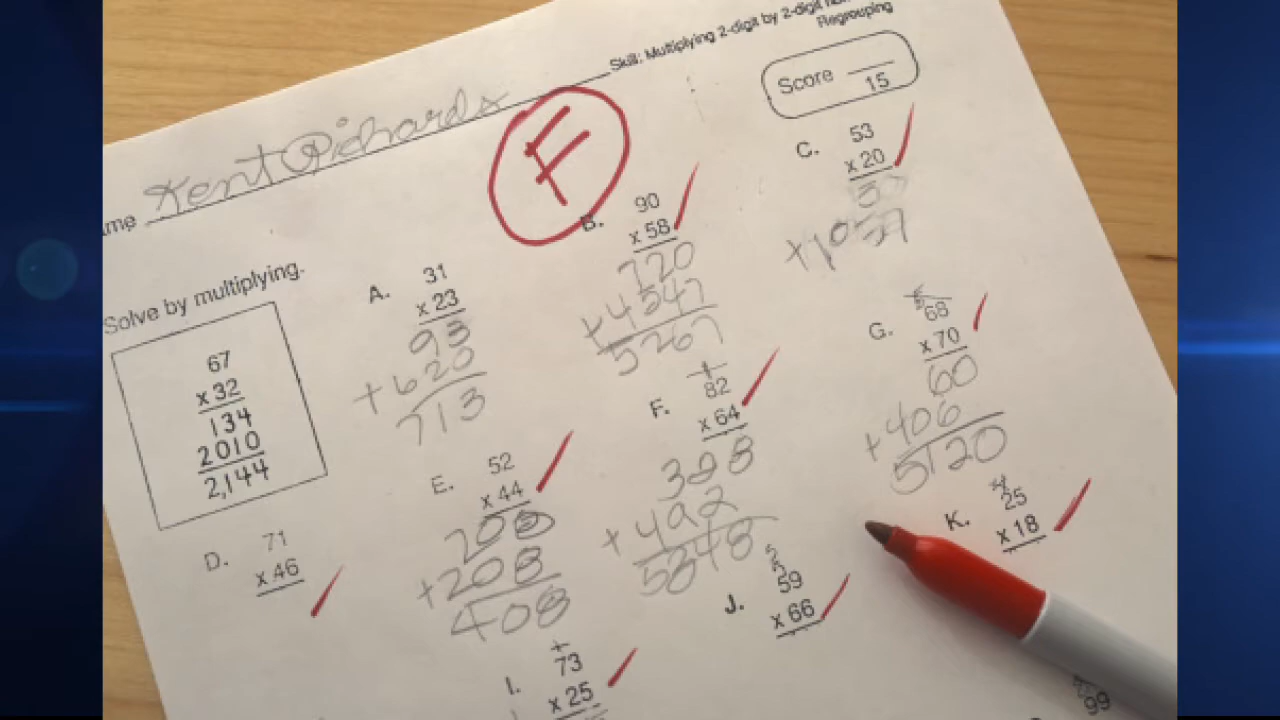 Skill: Multiplying 2-digit by 2-digit
Regrouping
Score
15
Kent Richards
F
Solve by multiplying.
67
x 32
134
2010
2,144
A.
31
x 23
93
+ 620
713
B.
90
x 58
720
+ 4547
5267
C.
53
x 20
D.
71
x 46
E.
52
x 44
208
+ 208
408
F.
82
x 64
328
+ 492
5348
G.
68
x 70
60
+ 406
5120
I.
73
x 25
J.
59
x 66
K.
25
x 18
99